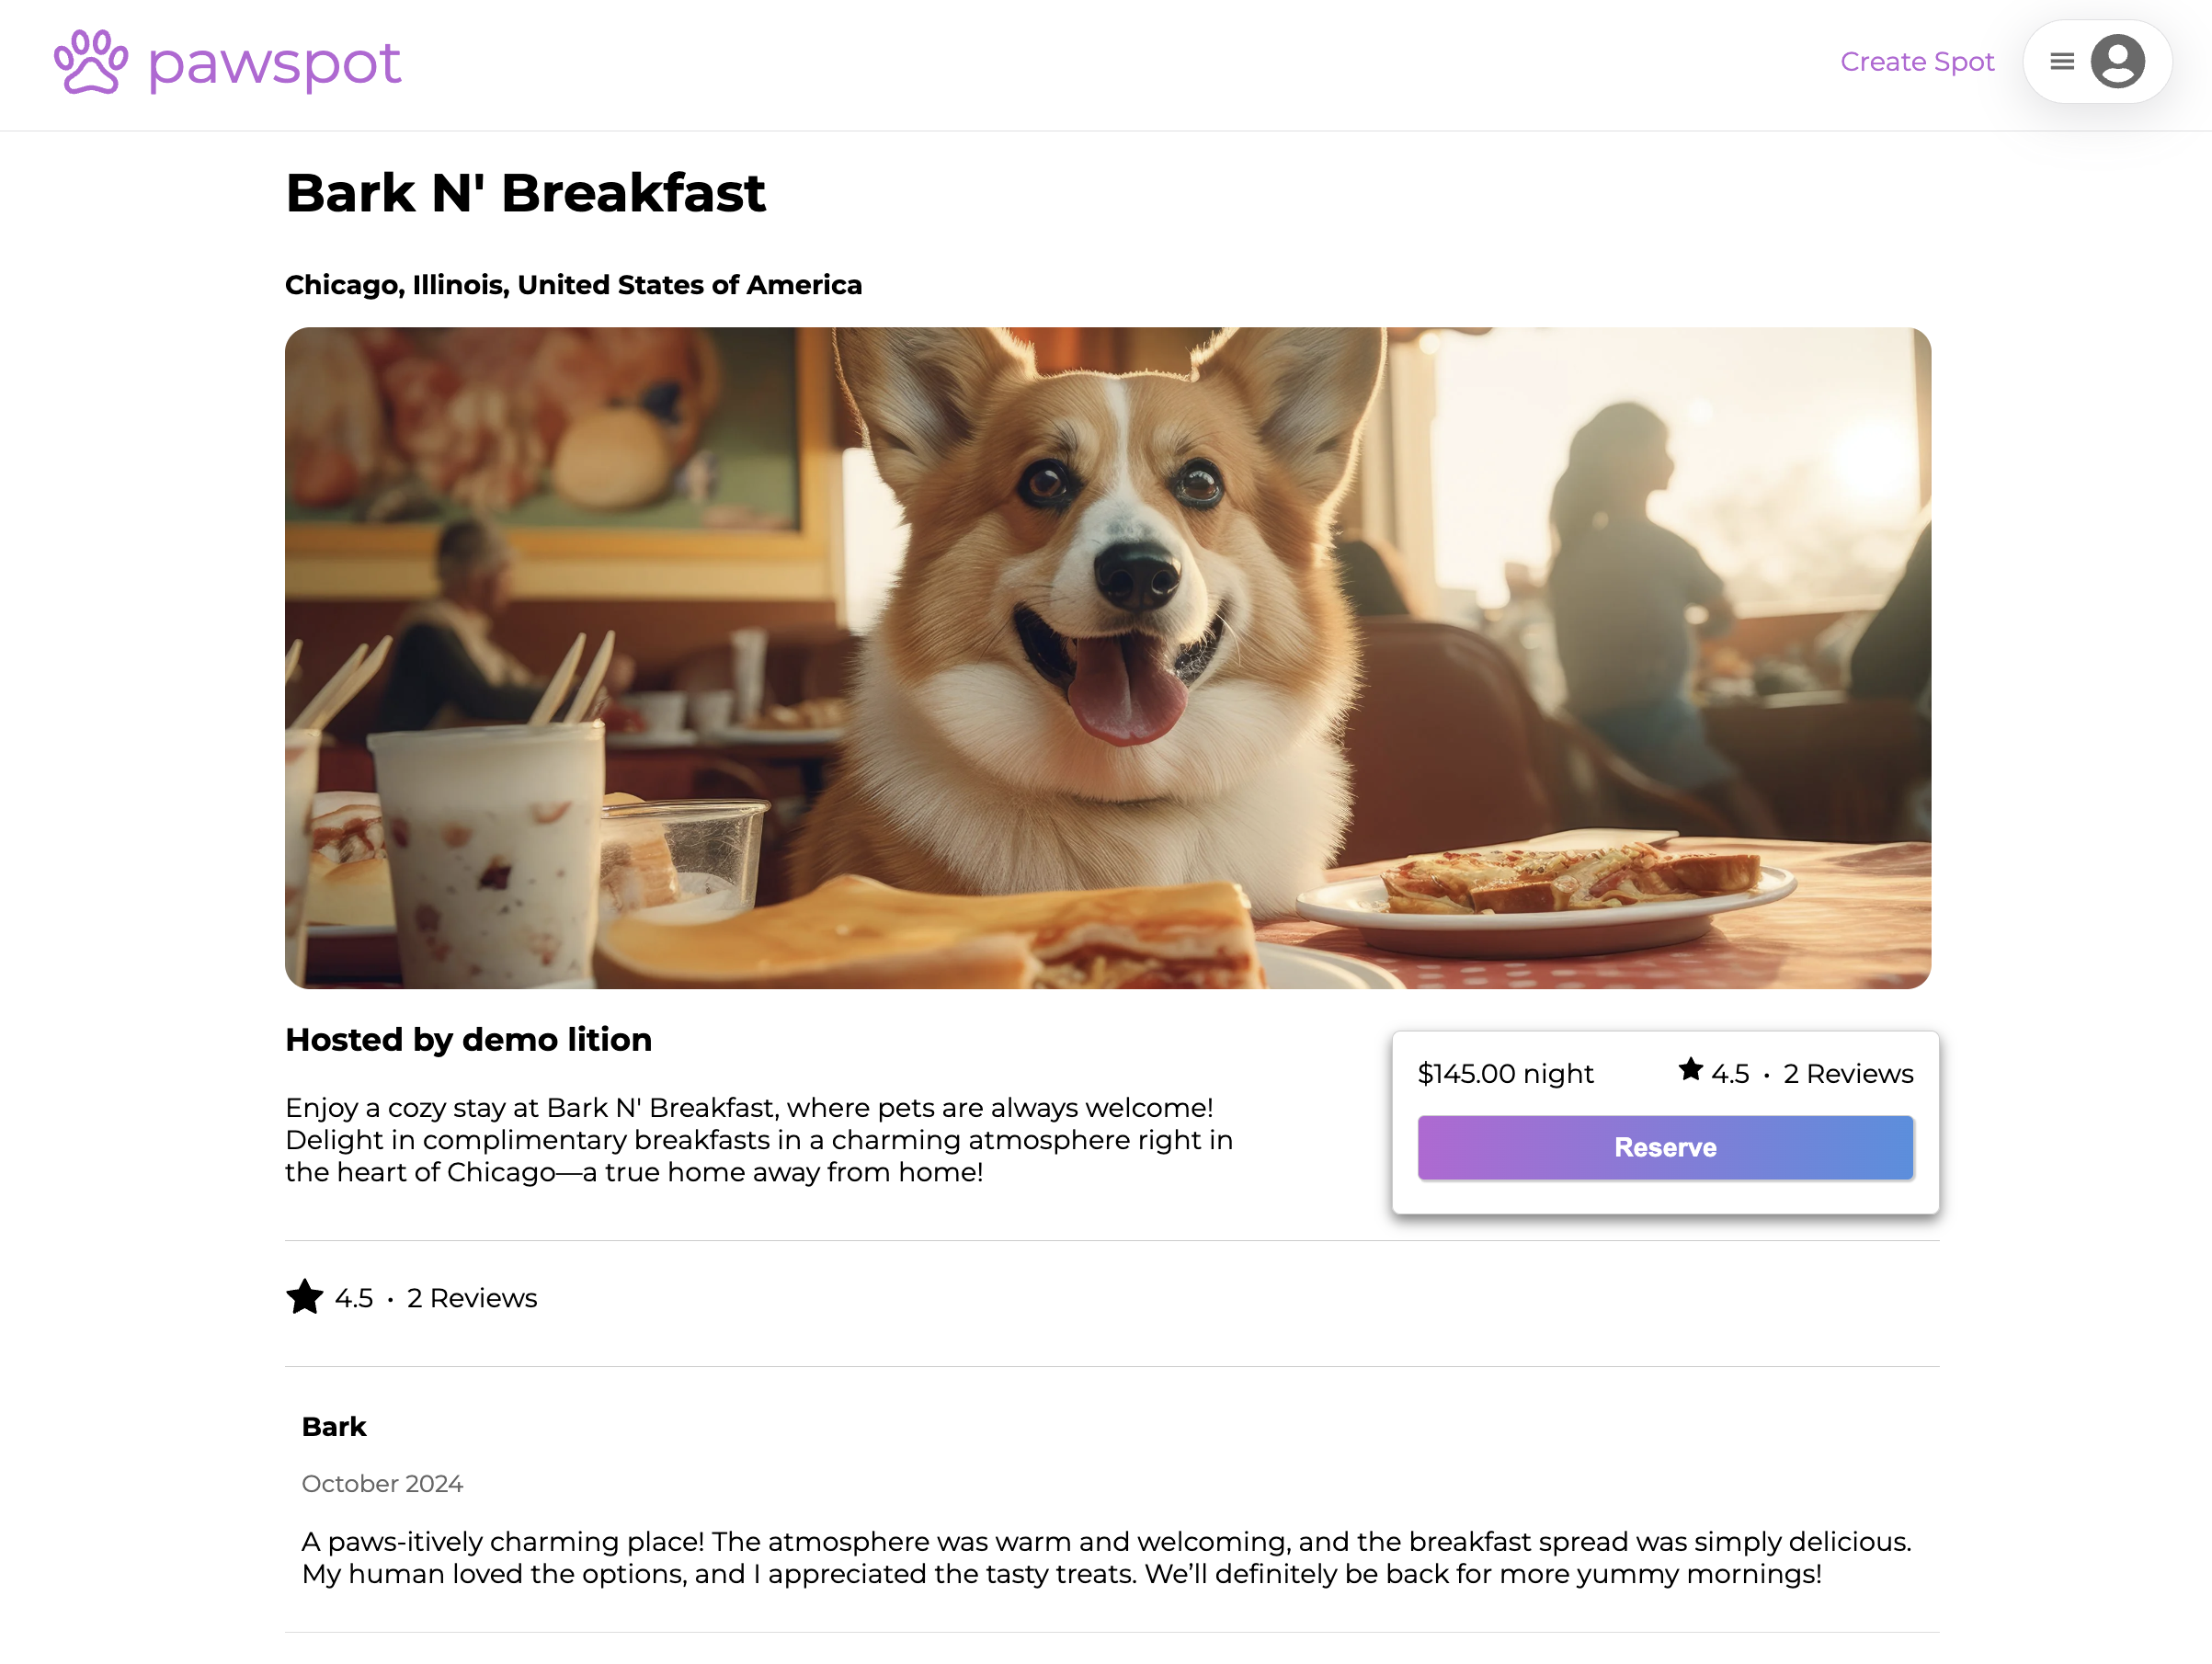 pawspot
Create Spot
Bark N' Breakfast
Chicago, Illinois, United States of America
Hosted by demo lition
Enjoy a cozy stay at Bark N' Breakfast, where pets are always welcome!
Delight in complimentary breakfasts in a charming atmosphere right in
the heart of Chicago—a true home away from home!
$145.00 night
4.5 · 2 Reviews
Reserve
4.5 · 2 Reviews
Bark
October 2024
A paws-itively charming place! The atmosphere was warm and welcoming, and the breakfast spread was simply delicious.
My human loved the options, and I appreciated the tasty treats. We’ll definitely be back for more yummy mornings!